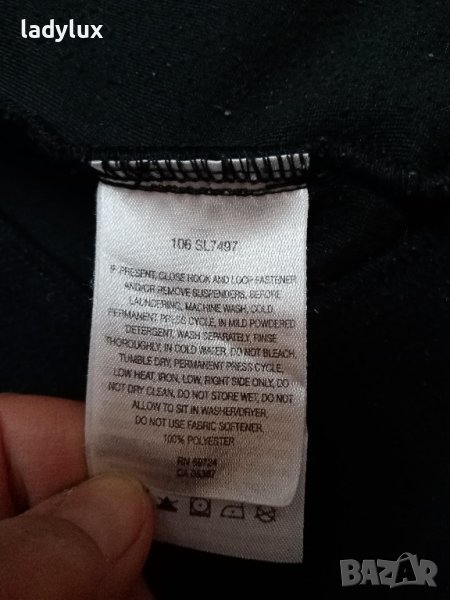 ladylux
106 SL7497
IF PRESENT, CLOSE HOOK AND LOOP FASTENER
AND/OR REMOVE SUSPENDERS, BEFORE
LAUNDERING, MACHINE WASH, COLD,
PERMANENT PRESS CYCLE, IN MILD POWDERED
DETERGENT, WASH SEPARATELY, RINSE
THOROUGHLY, IN COLD WATER, DO NOT BLEACH,
TUMBLE DRY, PERMANENT PRESS CYCLE,
LOW HEAT, IRON, LOW, RIGHT SIDE ONLY, DO
NOT DRY CLEAN, DO NOT STORE WET, DO NOT
ALLOW TO SIT IN WASHER/DRYER,
DO NOT USE FABRIC SOFTENER.
100% POLYESTER
RN
CA
BAZAR